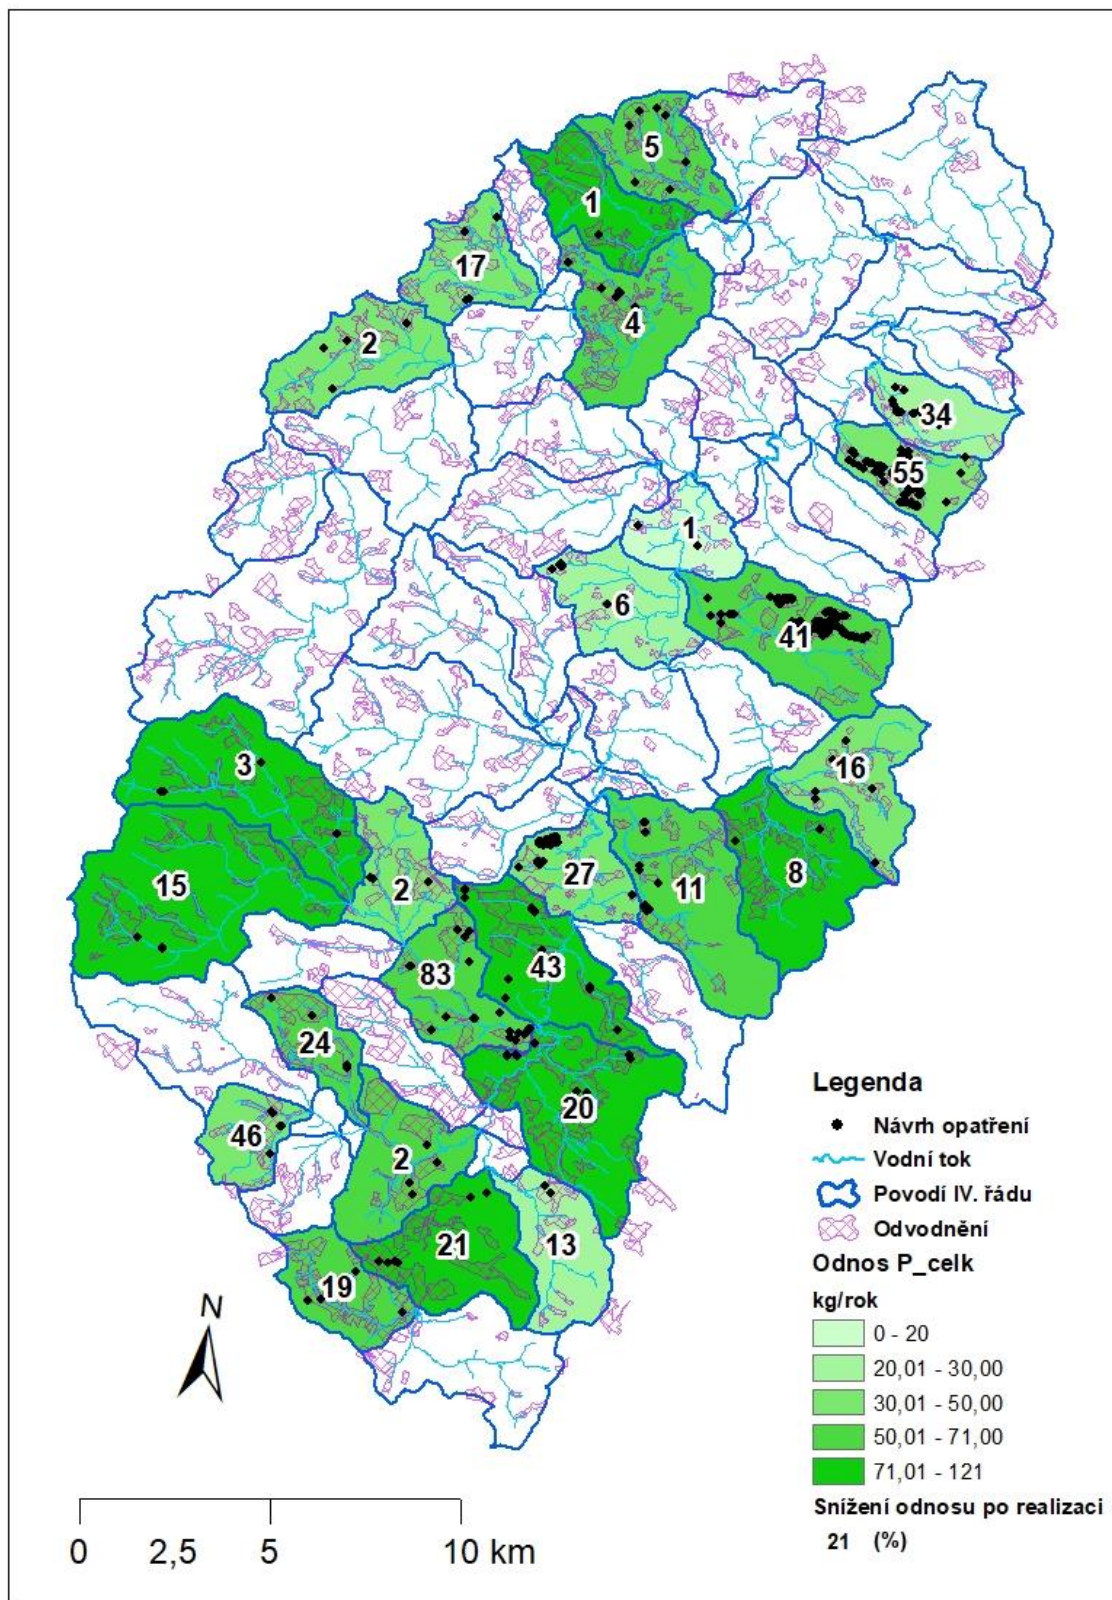 5
1
17
4
2
34
55
1
6
41
3
16
15
2
27
11
8
43
83
24
20
46
2
21
13
19
N
Legenda
Návrh opatření
Vodní tok
Povodí IV. řádu
Odvodnění
Odnos P_celk
kg/rok
0 - 20
20,01 - 30,00
30,01 - 50,00
50,01 - 71,00
71,01 - 121
Snížení odnosu po realizaci
21 (%)
0 2,5 5 10 km